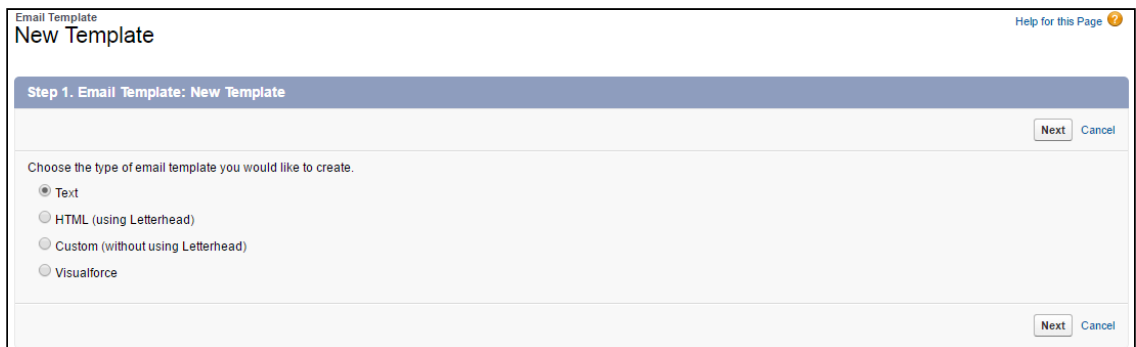 Email Template
New Template
Help for this Page ?
Step 1. Email Template: New Template
Next Cancel
Choose the type of email template you would like to create.
Text
HTML (using Letterhead)
Custom (without using Letterhead)
Visualforce
Next Cancel